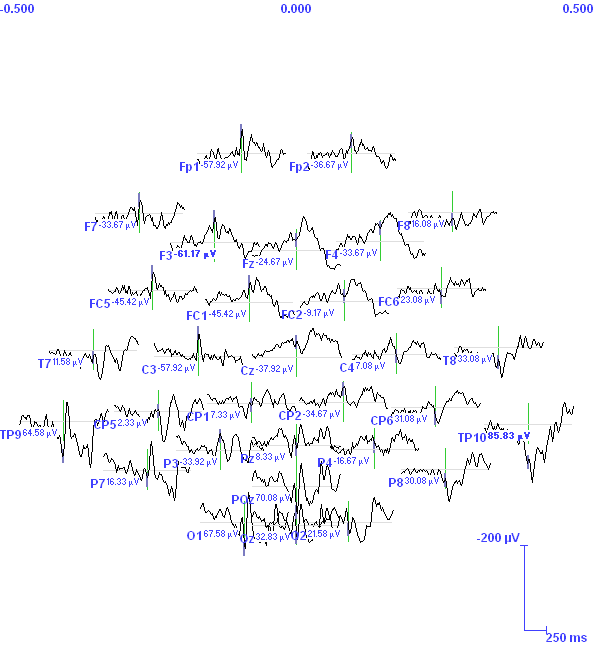 -0.500 0.000 0.500
Fp1 -57.92 µV Fp2 -36.67 µV
F7 -33.67 µV F8 16.08 µV
F3 -61.17 µV Fz -24.67 µV F4 -33.67 µV
FC5 -45.42 µV FC6 23.08 µV
FC1 -45.42 µV FC2 -9.17 µV
T7 11.58 µV T8 33.08 µV
C3 -57.92 µV Cz -37.92 µV C4 7.08 µV
CP5 2.33 µV CP1 7.33 µV CP2 -34.67 µV CP6 31.08 µV
TP9 64.58 µV TP10 85.83 µV
P3 -33.92 µV Pz 8.33 µV P4 -16.67 µV
P7 16.33 µV P8 30.08 µV
POz 70.08 µV
O1 67.58 µV Oz -32.83 µV O2 21.58 µV
-200 µV
250 ms